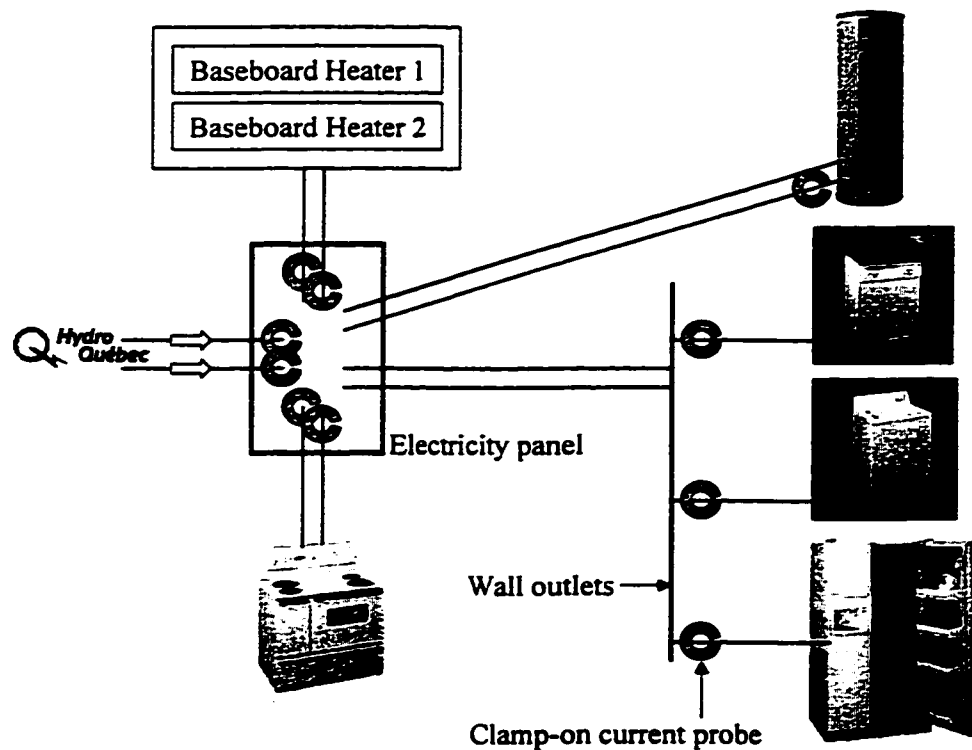 Baseboard Heater 1
Baseboard Heater 2
Hydro
Québec
Electricity panel
Wall outlets
Clamp-on current probe